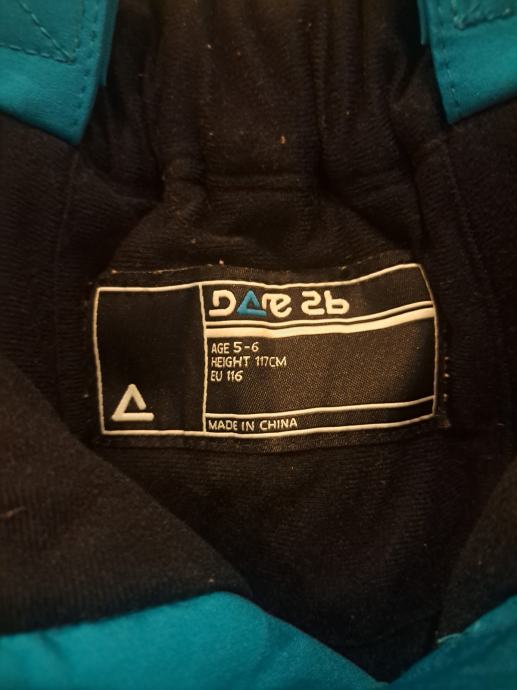 DARE 2b
AGE 5-6
HEIGHT 117CM
EU 116
MADE IN CHINA